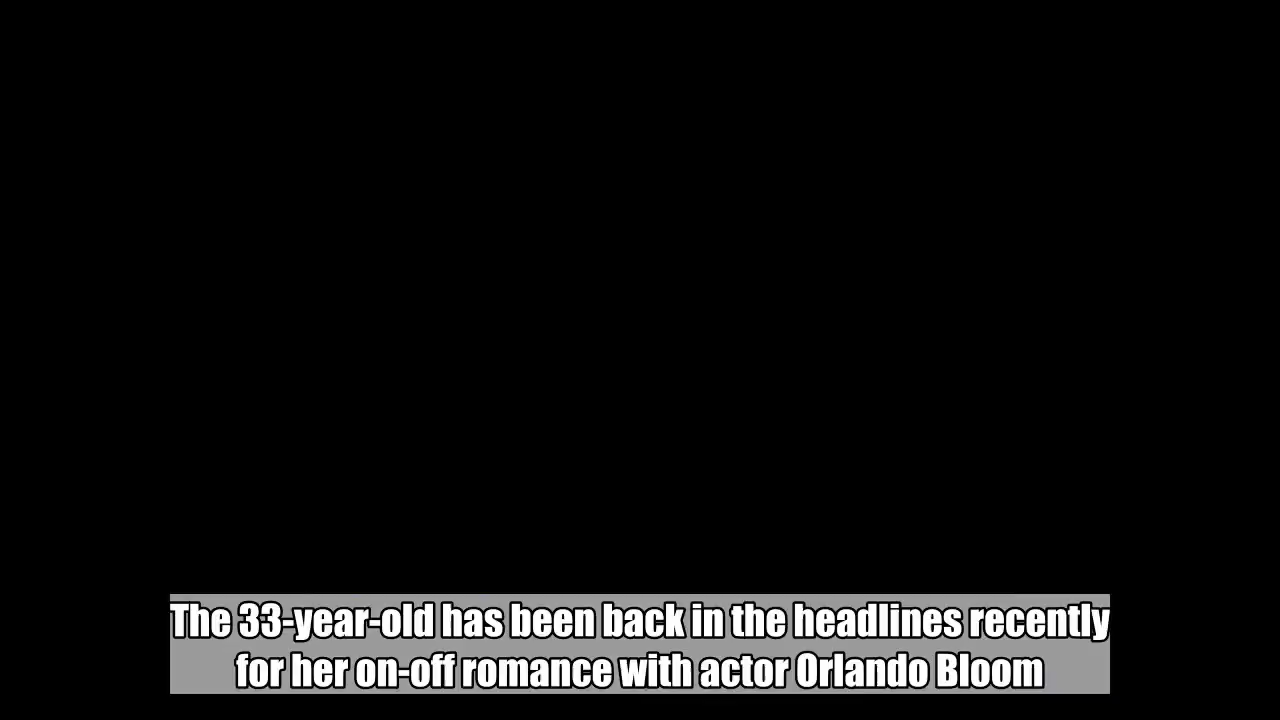 The 33-year-old has been back in the headlines recently
for her on-off romance with actor Orlando Bloom